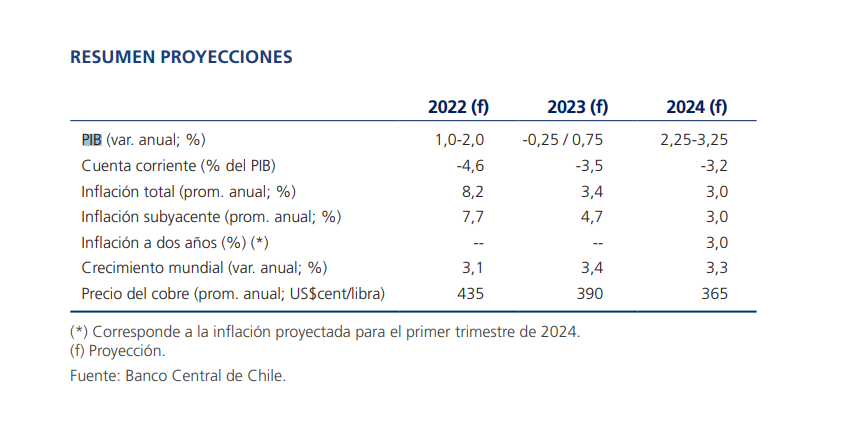 RESUMEN PROYECCIONES
2022 (f) 2023 (f) 2024 (f)
PIB (var. anual; %) 1,0-2,0 -0,25 / 0,75 2,25-3,25
Cuenta corriente (% del PIB) -4,6 -3,5 -3,2
Inflación total (prom. anual; %) 8,2 3,4 3,0
Inflación subyacente (prom. anual; %) 7,7 4,7 3,0
Inflación a dos años (%) (*) -- -- 3,0
Crecimiento mundial (var. anual; %) 3,1 3,4 3,3
Precio del cobre (prom. anual; US$cent/libra) 435 390 365
(*) Corresponde a la inflación proyectada para el primer trimestre de 2024.
(f) Proyección.
Fuente: Banco Central de Chile.